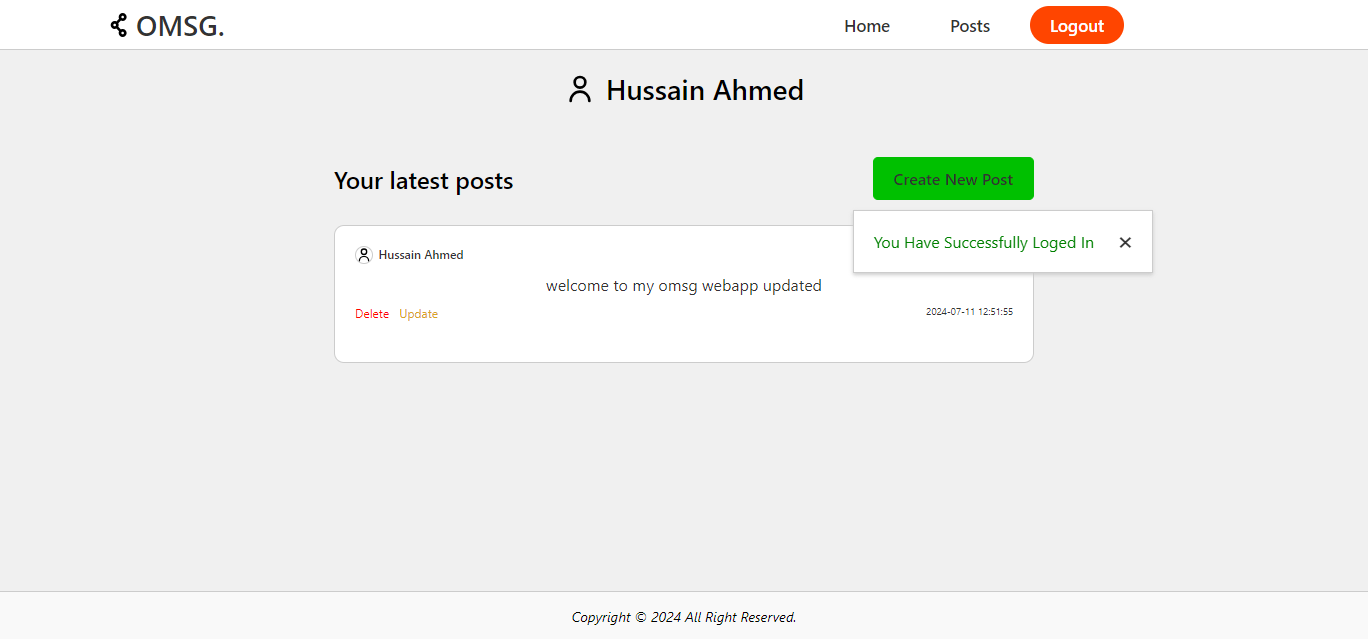 OMSG.
Home Posts Logout
Hussain Ahmed
Your latest posts
Create New Post
You Have Successfully Loged In
Hussain Ahmed
welcome to my omsg webapp updated
Delete Update
2024-07-11 12:51:55
Copyright © 2024 All Right Reserved.